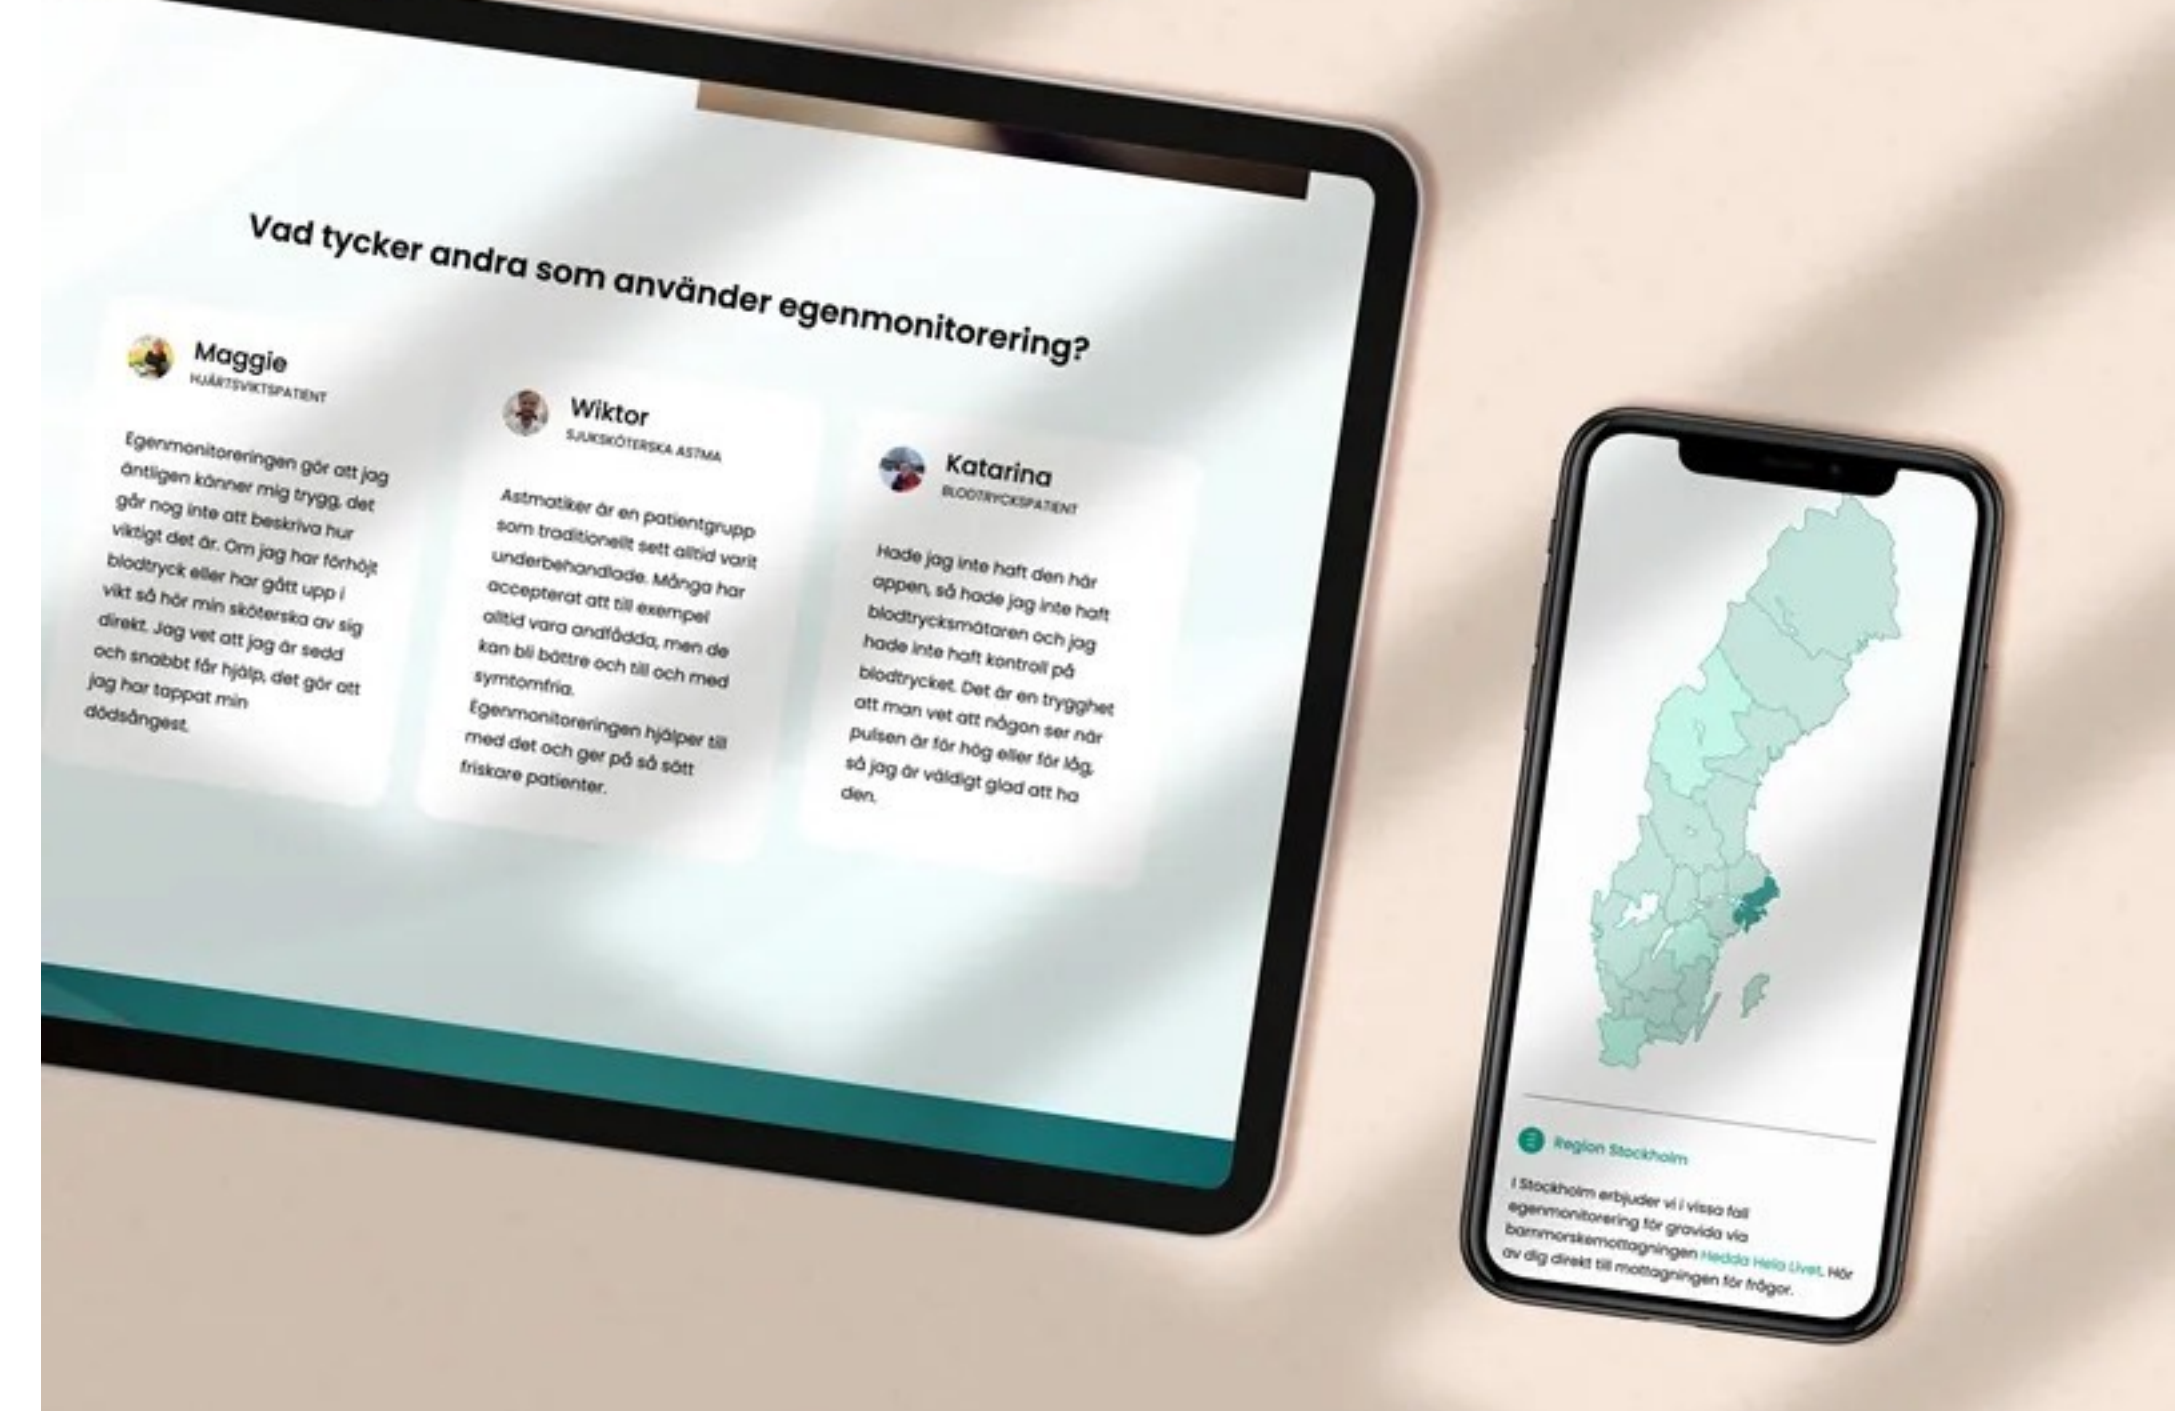 Vad tycker andra som använder egenmonitorering?
Maggie
HJÄRTSVIKTSPATIENT
Egenmonitoreringen gör att jag
äntligen känner mig trygg, det
går nog inte att beskriva hur
viktigt det är. Om jag har förhöjt
blodtryck eller har gått upp i
vikt så hör min sköterska av sig
direkt. Jag vet att jag är sedd
och snabbt får hjälp, det gör att
jag har tappat min
dödsångest.
Wiktor
SJUKSKÖTERSKA ASTMA
Astmatiker är en patientgrupp
som traditionellt sett alltid varit
underbehandlade. Många har
accepterat att till exempel
alltid vara andfådda, men de
kan bli bättre och till och med
symtomfria.
Egenmonitoreringen hjälper till
med det och ger på så sätt
friskare patienter.
Katarina
BLODTRYCKSPATIENT
Hade jag inte haft den här
appen, så hade jag inte haft
blodtrycksmätaren och jag
hade inte haft kontroll på
blodtrycket. Det är en trygghet
att man vet att någon ser när
pulsen är för hög eller för låg,
så jag är väldigt glad att ha
den.
Region Stockholm
I Stockholm erbjuder vi i vissa fall
egenmonitorering för gravida via
barnmorskemottagningen Hedda Hela Livet. Hör
av dig direkt till mottagningen för frågor.